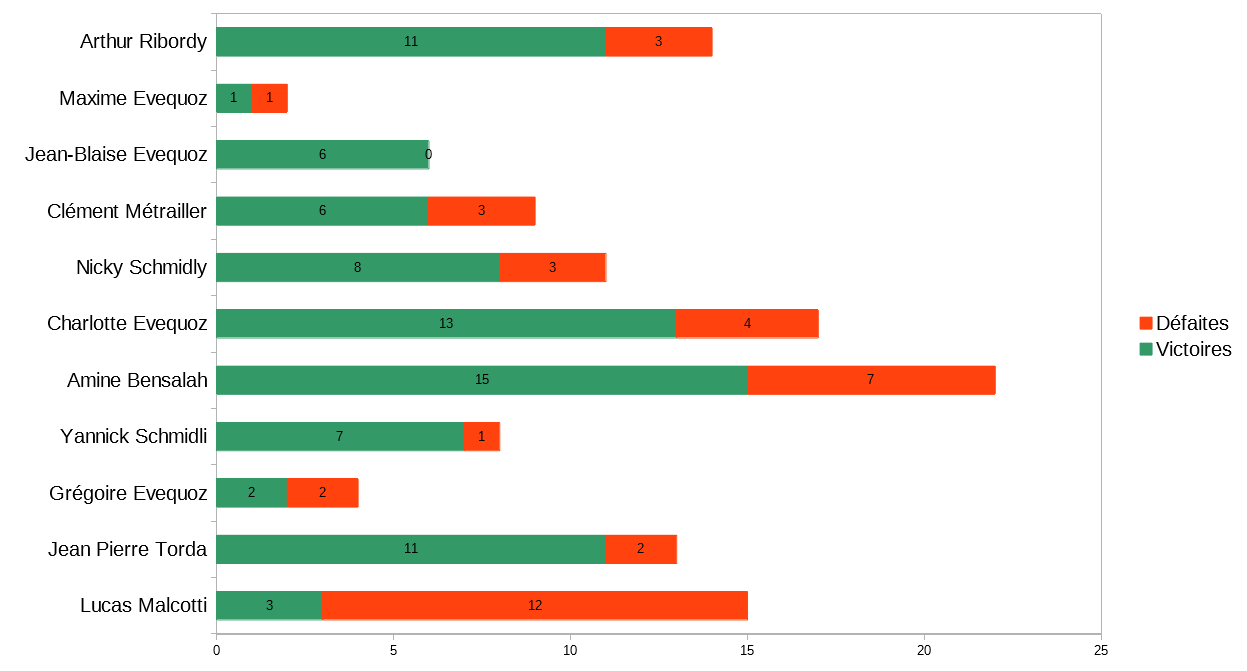 Arthur Ribordy 11 3
Maxime Evequoz 1 1
Jean-Blaise Evequoz 6 0
Clément Métrailler 6 3
Nicky Schmidly 8 3
Charlotte Evequoz 13 4
Amine Bensalah 15 7
Yannick Schmidli 7 1
Grégoire Evequoz 2 2
Jean Pierre Torda 11 2
Lucas Malcotti 3 12
0 5 10 15 20 25
Défaites
Victoires